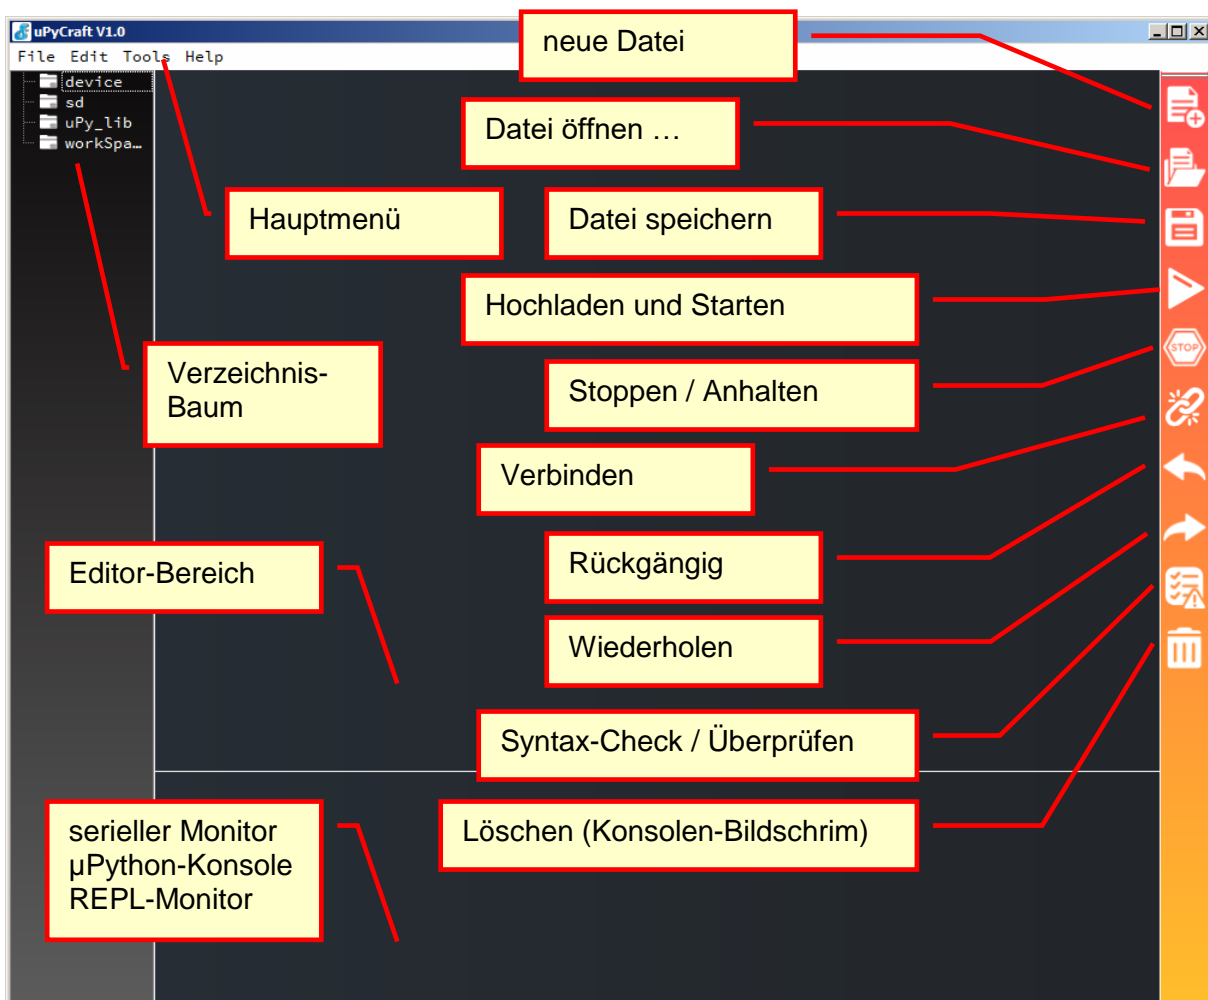 uPyCraft V1.0
File Edit Tools Help
device
sd
uPy_lib
workSpa…
neue Datei
Datei öffnen …
Hauptmenü
Datei speichern
Hochladen und Starten
STOP
Verzeichnis-
Baum
Stoppen / Anhalten
Verbinden
Editor-Bereich
Rückgängig
Wiederholen
Syntax-Check / Überprüfen
serieller Monitor
µPython-Konsole
REPL-Monitor
Löschen (Konsolen-Bildschrim)